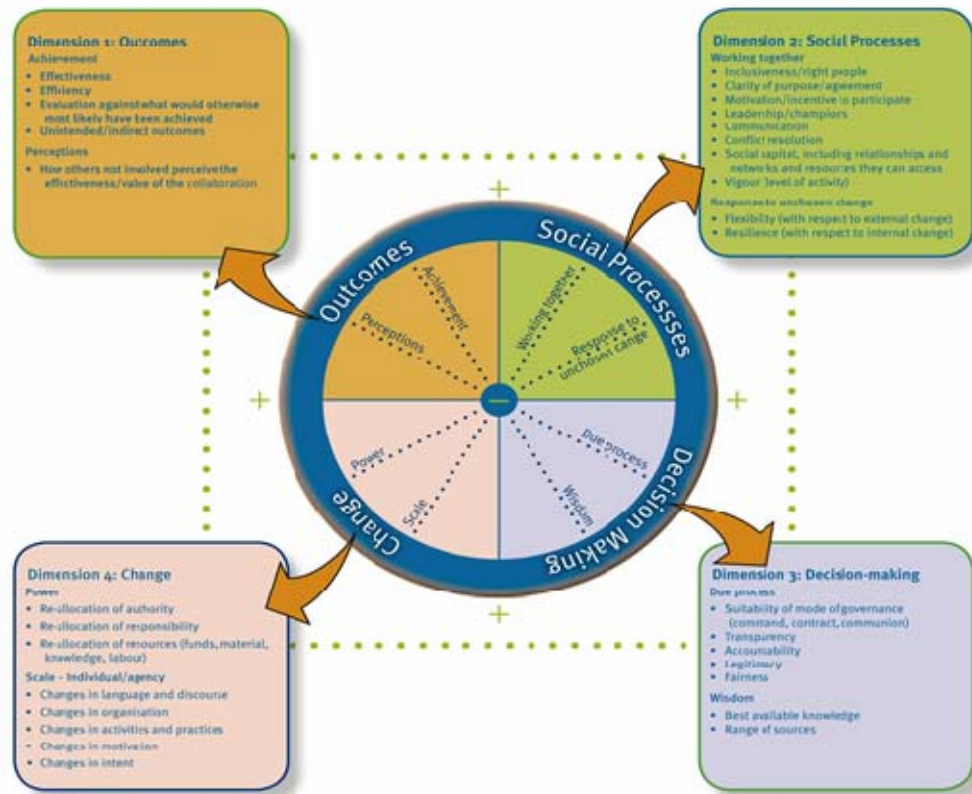 Dimension 1: Outcomes
Achievement
• Effectiveness
• Efficiency
• Evaluation against what would otherwise
most likely have been achieved
• Unintended/indirect outcomes
Perceptions
• How others not involved perceive the
effectiveness/value of the collaboration
Dimension 2: Social Processes
Working together
• Inclusiveness/right people
• Clarity of purpose/agreement
• Motivation/incentive to participate
• Leadership/champions
• Communication
• Conflict resolution
• Social capital, including relationships and
networks and resources they can access
• Vigour (level of activity)
Response to unchosen change
• Flexibility (with respect to external change)
• Resilience (with respect to internal change)
Outcomes
Social Processses
Achievement
Perceptions
Working together
Response to
unchosen cange
Power
Scale
Due process
Wisdom
Change
Decision Making
Dimension 4: Change
Power
• Re-allocation of authority
• Re-allocation of responsibility
• Re-allocation of resources (funds, material,
knowledge, labour)
Scale - Individual/agency
• Changes in language and discourse
• Changes in organisation
• Changes in activities and practices
• Changes in motivation
• Changes in intent
Dimension 3: Decision-making
Due process
• Suitability of mode of governance
(command, contract, communion)
• Transparency
• Accountability
• Legitimacy
• Fairness
Wisdom
• Best available knowledge
• Range of sources